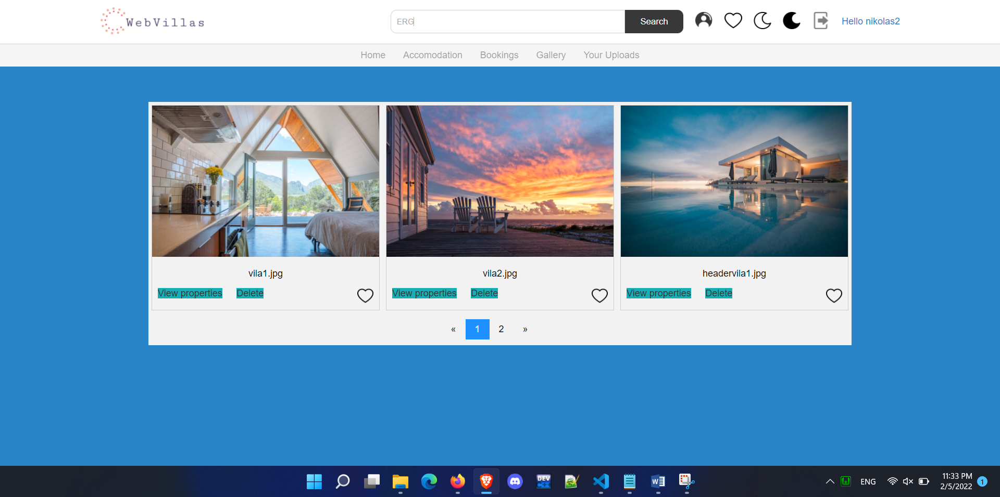 WebVillas
ERG
Search
Hello nikolas2
Home Accomodation Bookings Gallery Your Uploads
vila1.jpg
View properties Delete
vila2.jpg
View properties Delete
headervila1.jpg
View properties Delete
« 1 2 »
DEV C++
W
ENG
11:33 PM
2/5/2022
1